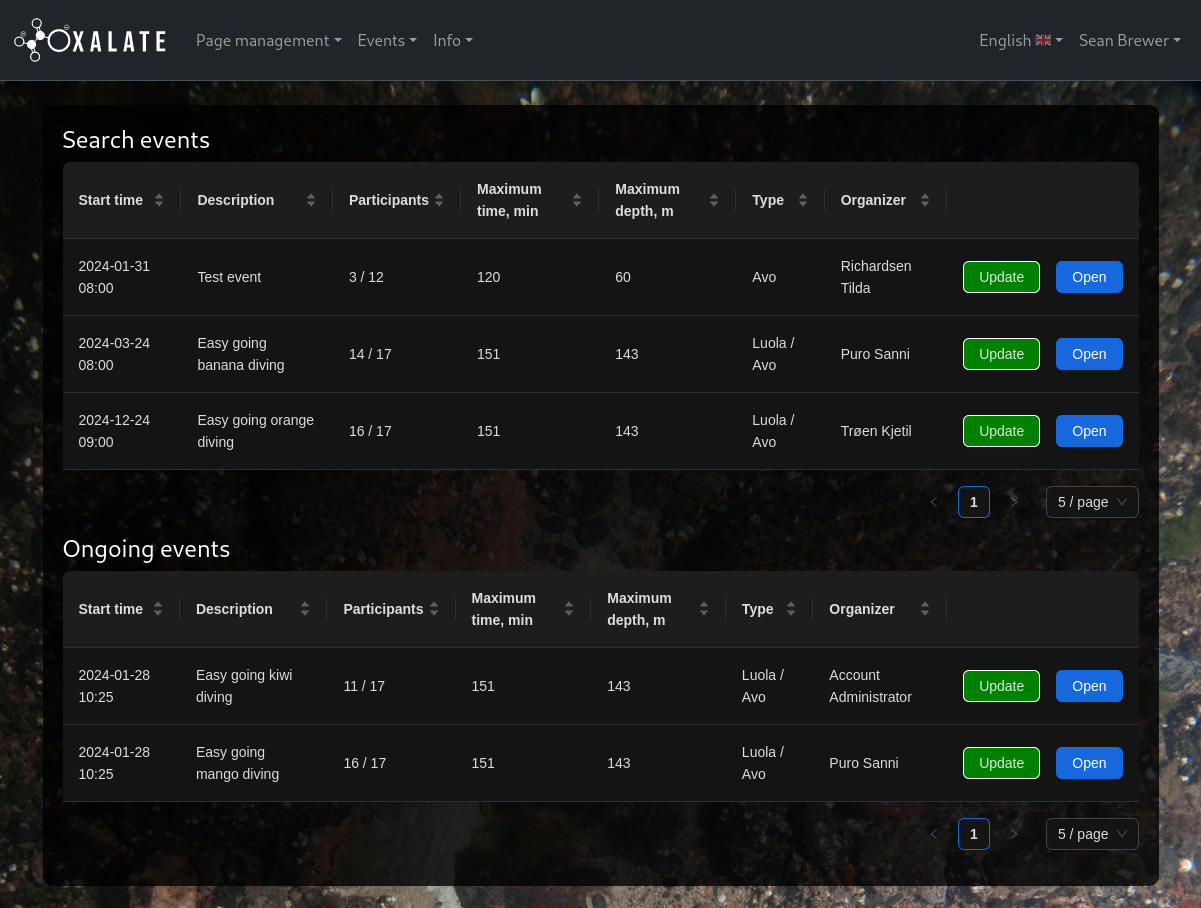 OXALATE Page management Events Info English Sean Brewer
Search events
Start time Description Participants Maximum time, min Maximum depth, m Type Organizer
2024-01-31 08:00 Test event 3 / 12 120 60 Avo Richardsen Tilda Update Open
2024-03-24 08:00 Easy going banana diving 14 / 17 151 143 Luola / Avo Puro Sanni Update Open
2024-12-24 09:00 Easy going orange diving 16 / 17 151 143 Luola / Avo Trøen Kjetil Update Open
1 5 / page
Ongoing events
Start time Description Participants Maximum time, min Maximum depth, m Type Organizer
2024-01-28 10:25 Easy going kiwi diving 11 / 17 151 143 Luola / Avo Account Administrator Update Open
2024-01-28 10:25 Easy going mango diving 16 / 17 151 143 Luola / Avo Puro Sanni Update Open
1 5 / page